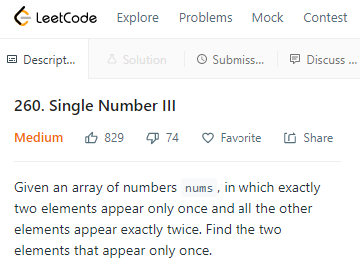 LeetCode Explore Problems Mock Contest
Descript... Solution Submiss... Discuss ...
260. Single Number III
Medium 829 74 Favorite Share
Given an array of numbers nums, in which exactly
two elements appear only once and all the other
elements appear exactly twice. Find the two
elements that appear only once.